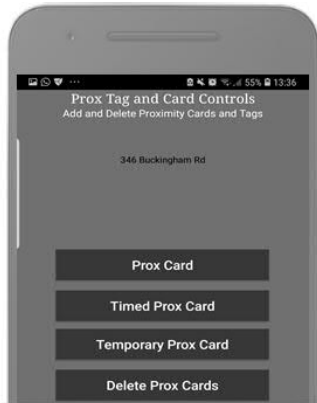 55% 13:36
Prox Tag and Card Controls
Add and Delete Proximity Cards and Tags
346 Buckingham Rd
Prox Card
Timed Prox Card
Temporary Prox Card
Delete Prox Cards